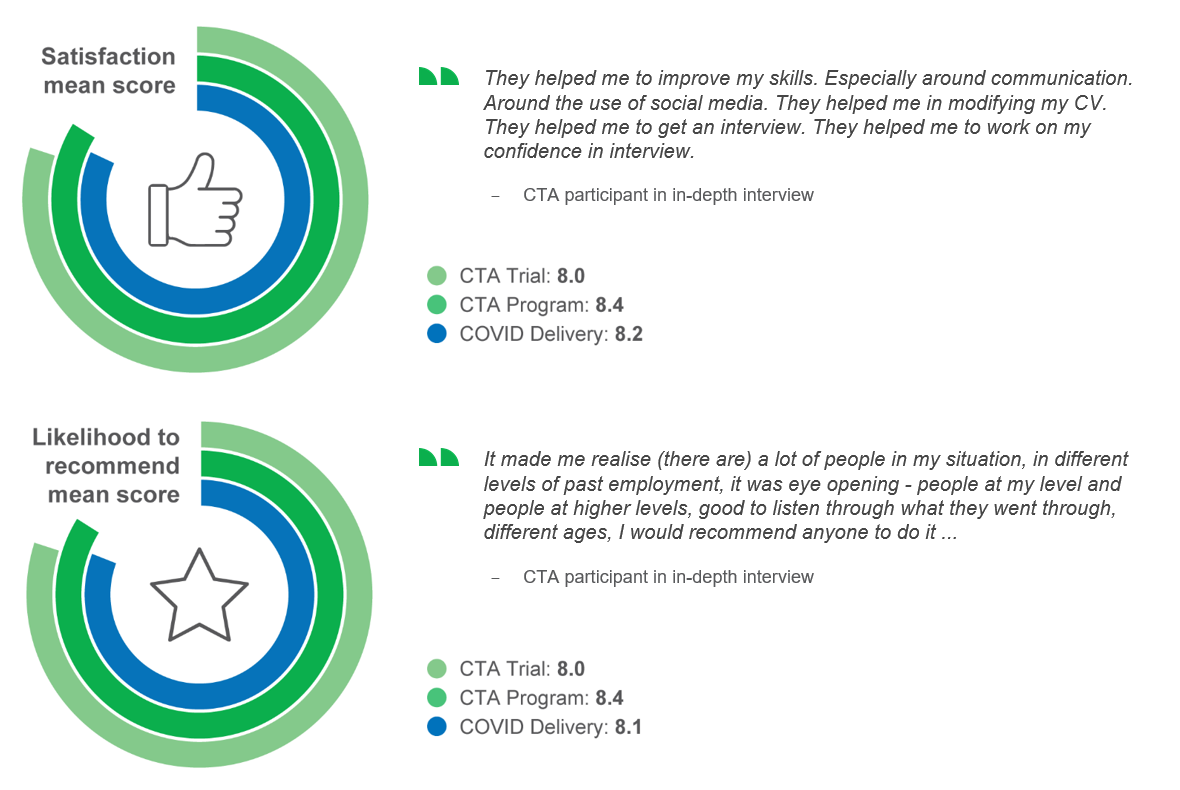 Satisfaction
mean score
They helped me to improve my skills. Especially around communication.
Around the use of social media. They helped me in modifying my CV.
They helped me to get an interview. They helped me to work on my
confidence in interview.
– CTA participant in in-depth interview
CTA Trial: 8.0
CTA Program: 8.4
COVID Delivery: 8.2
Likelihood to
recommend
mean score
It made me realise (there are) a lot of people in my situation, in different
levels of past employment, it was eye opening - people at my level and
people at higher levels, good to listen through what they went through,
different ages, I would recommend anyone to do it ...
– CTA participant in in-depth interview
CTA Trial: 8.0
CTA Program: 8.4
COVID Delivery: 8.1